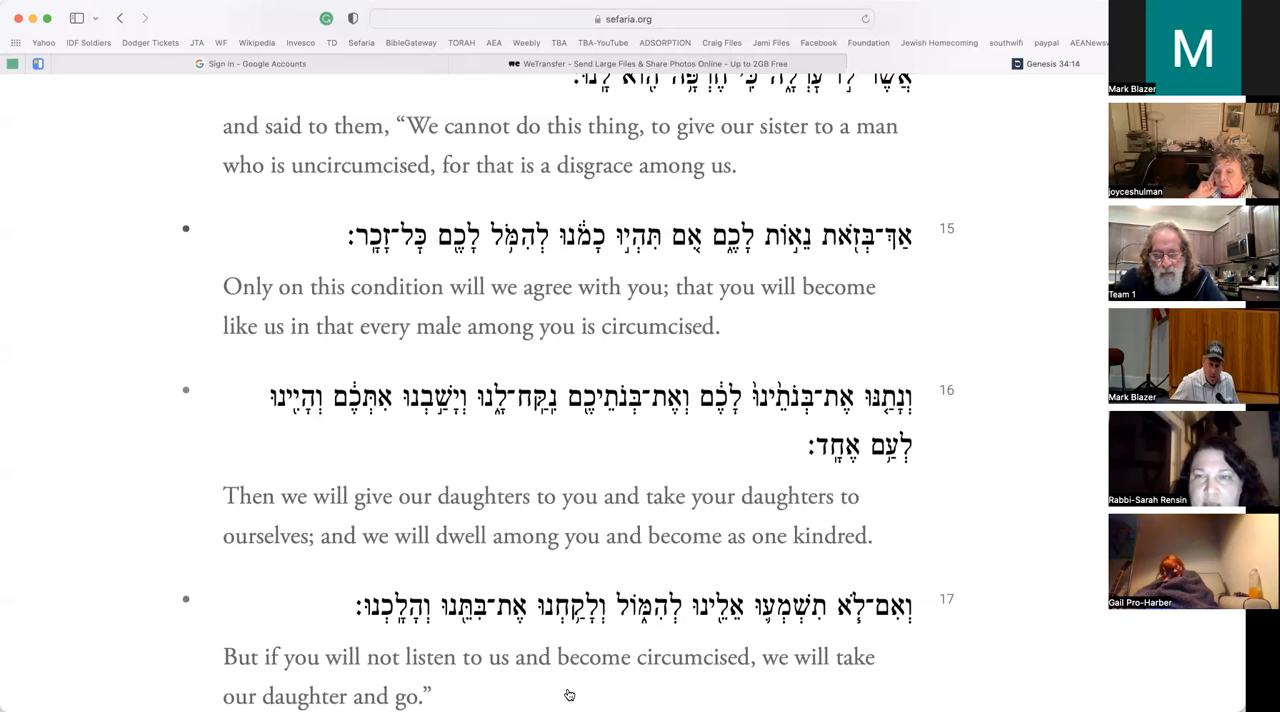 sefaria.org
Yahoo IDF Soldiers Dodger Tickets JTA WF Wikipedia Invesco TD Sefaria BibleGateway TORAH AEA Weebly TBA TBA-YouTube ADSORPTION Craig Files Jami Files Facebook Foundation Jewish Homecoming southwifi paypal AEANewsw
Sign in - Google Accounts
WeTransfer - Send Large Files & Share Photos Online - Up to 2GB Free
Genesis 34:14
and said to them, “We cannot do this thing, to give our sister to a man
who is uncircumcised, for that is a disgrace among us.
15
אַךְ־בְּזֹ֖את נֵא֣וֹת לָכֶ֑ם אִ֚ם תִּהְי֣וּ כָמֹ֔נוּ לְהִמֹּ֥ל לָכֶ֖ם כׇּל־זָכָֽר׃
Only on this condition will we agree with you; that you will become
like us in that every male among you is circumcised.
16
וְנָתַ֤נּוּ אֶת־בְּנֹתֵ֙ינוּ֙ לָכֶ֔ם וְאֶת־בְּנֹתֵיכֶ֖ם נִֽקַּֽח־לָ֑נוּ וְיָשַׁ֣בְנוּ אִתְּכֶ֔ם וְהָיִ֖ינוּ
לְעַ֥ם אֶחָֽד׃
Then we will give our daughters to you and take your daughters to
ourselves; and we will dwell among you and become as one kindred.
17
וְאִם־לֹ֧א תִשְׁמְע֛וּ אֵלֵ֖ינוּ לְהִמּ֑וֹל וְלָקַ֥חְנוּ אֶת־בִּתֵּ֖נוּ וְהָלָֽכְנוּ׃
But if you will not listen to us and become circumcised, we will take
our daughter and go.”
M
Mark Blazer
joyceshulman
Team 1
Mark Blazer
Rabbi-Sarah Rensin
Gail Pro-Harber